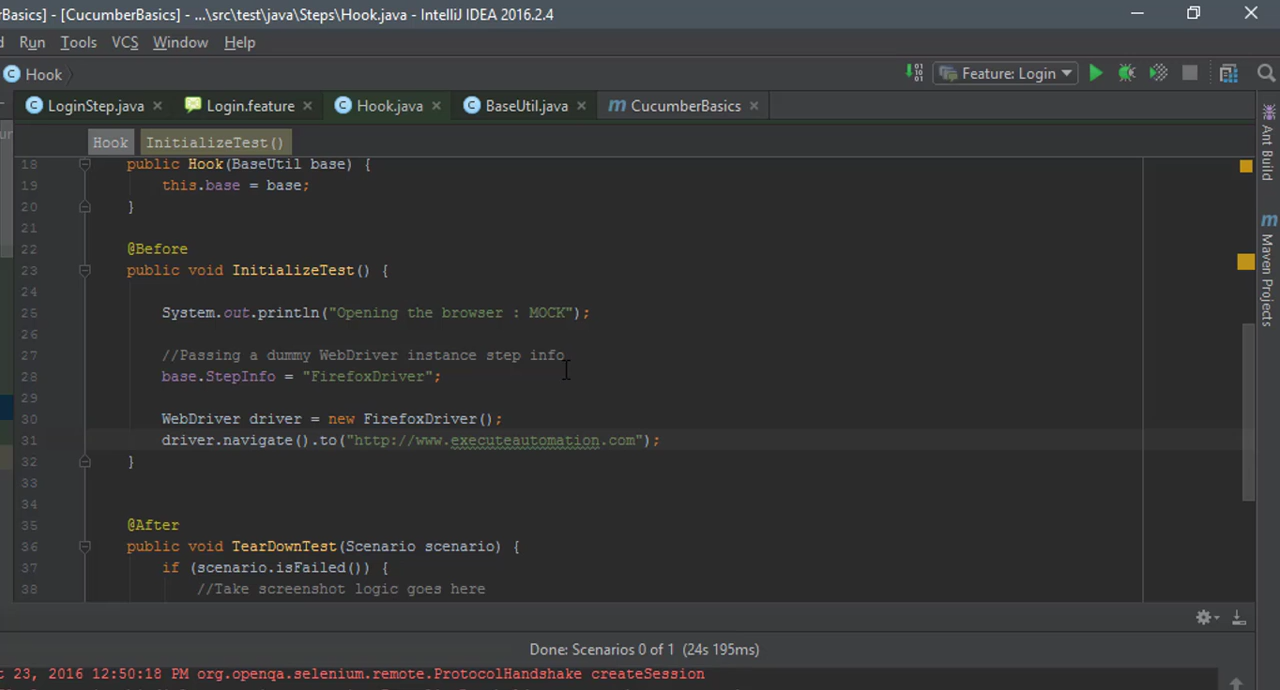 rBasics] - [CucumberBasics] - ...\src\test\java\Steps\Hook.java - IntelliJ IDEA 2016.2.4
Run Tools VCS Window Help
Hook
Feature: Login
LoginStep.java Login.feature Hook.java BaseUtil.java m CucumberBasics
Hook InitializeTest()
18 public Hook(BaseUtil base) {
19 this.base = base;
20 }
21
22 @Before
23 public void InitializeTest() {
24
25 System.out.println("Opening the browser : MOCK");
26
27 //Passing a dummy WebDriver instance step info
28 base.StepInfo = "FirefoxDriver";
29
30 WebDriver driver = new FirefoxDriver();
31 driver.navigate().to("http://www.executeautomation.com");
32 }
33
34
35 @After
36 public void TearDownTest(Scenario scenario) {
37 if (scenario.isFailed()) {
38 //Take screenshot logic goes here
Ant Build
m Maven Projects
Done: Scenarios 0 of 1 (24s 195ms)
t 23, 2016 12:50:18 PM org.openqa.selenium.remote.ProtocolHandshake createSession